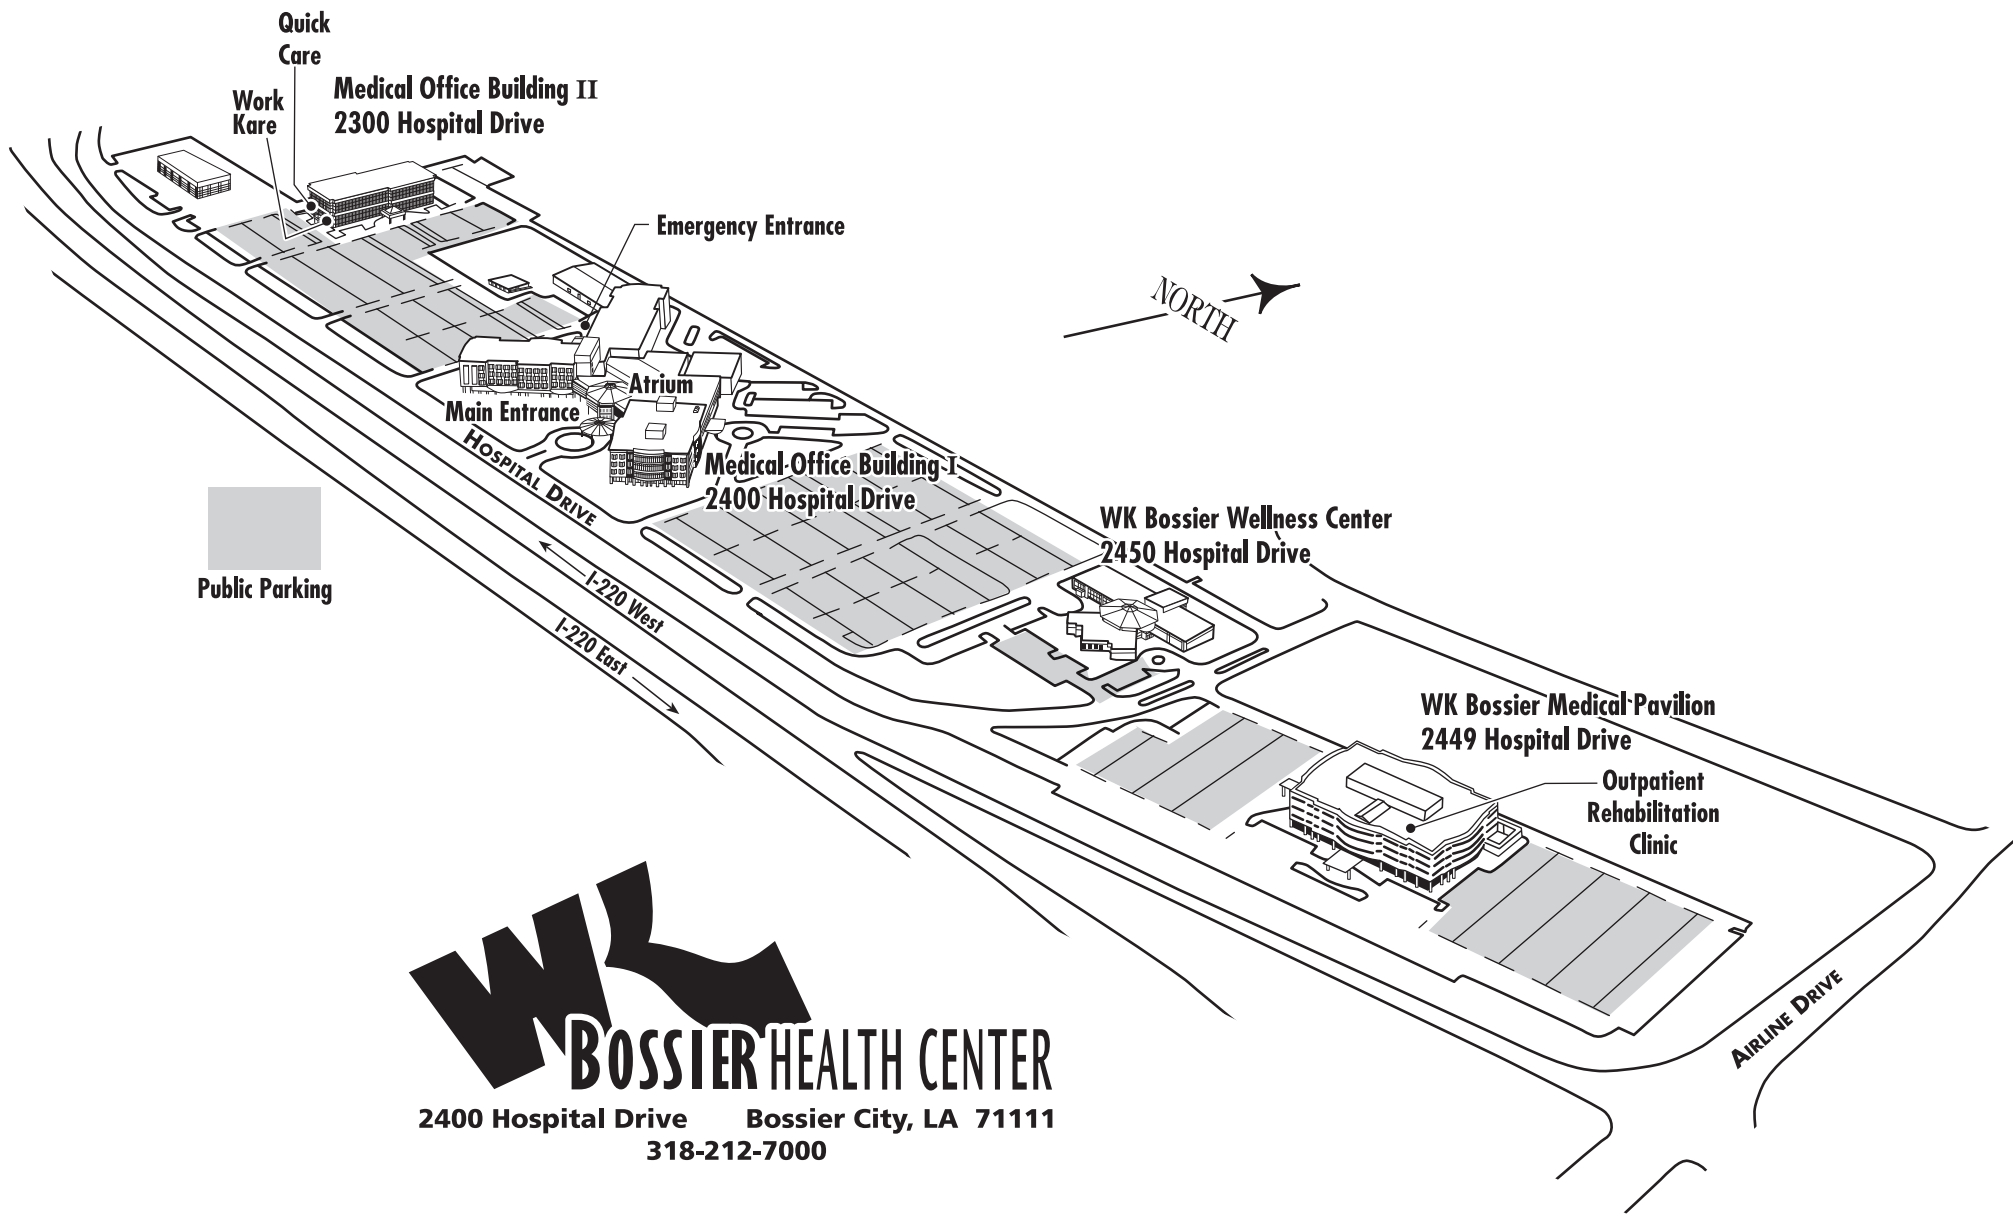 Quick
Care
Work
Kare
Medical Office Building II
2300 Hospital Drive
Emergency Entrance
NORTH
Atrium
Main Entrance
HOSPITAL DRIVE
Medical Office Building I
2400 Hospital Drive
WK Bossier Wellness Center
2450 Hospital Drive
Public Parking
I-220 West
I-220 East
WK Bossier Medical Pavilion
2449 Hospital Drive
Outpatient
Rehabilitation
Clinic
AIRLINE DRIVE
WK
BOSSIER HEALTH CENTER
2400 Hospital Drive Bossier City, LA 71111
318-212-7000